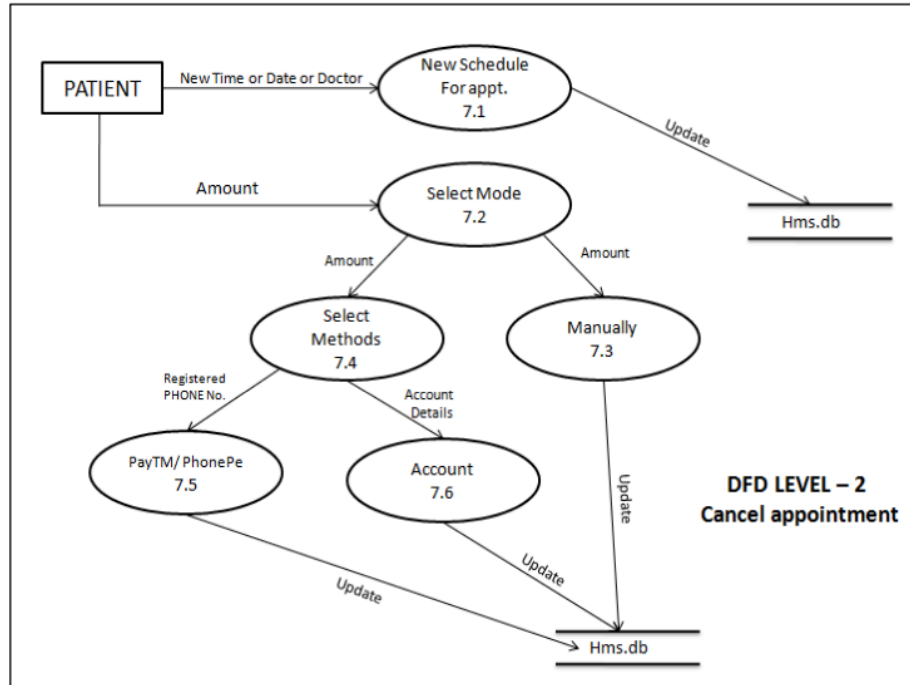 PATIENT
New Time or Date or Doctor
New Schedule
For appt.
7.1
Update
Amount
Select Mode
7.2
Hms.db
Amount
Amount
Select
Methods
7.4
Manually
7.3
Registered
PHONE No.
Account
Details
PayTM/ PhonePe
7.5
Account
7.6
Update
DFD LEVEL – 2
Cancel appointment
Update
Update
Hms.db